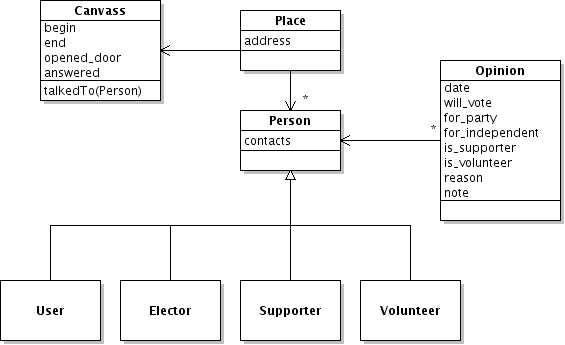 Canvass
begin
end
opened_door
answered
talkedTo(Person)
Place
address
*
Person
contacts
Opinion
date
will_vote
for_party
for_independent
is_supporter
is_volunteer
reason
note
*
User
Elector
Supporter
Volunteer